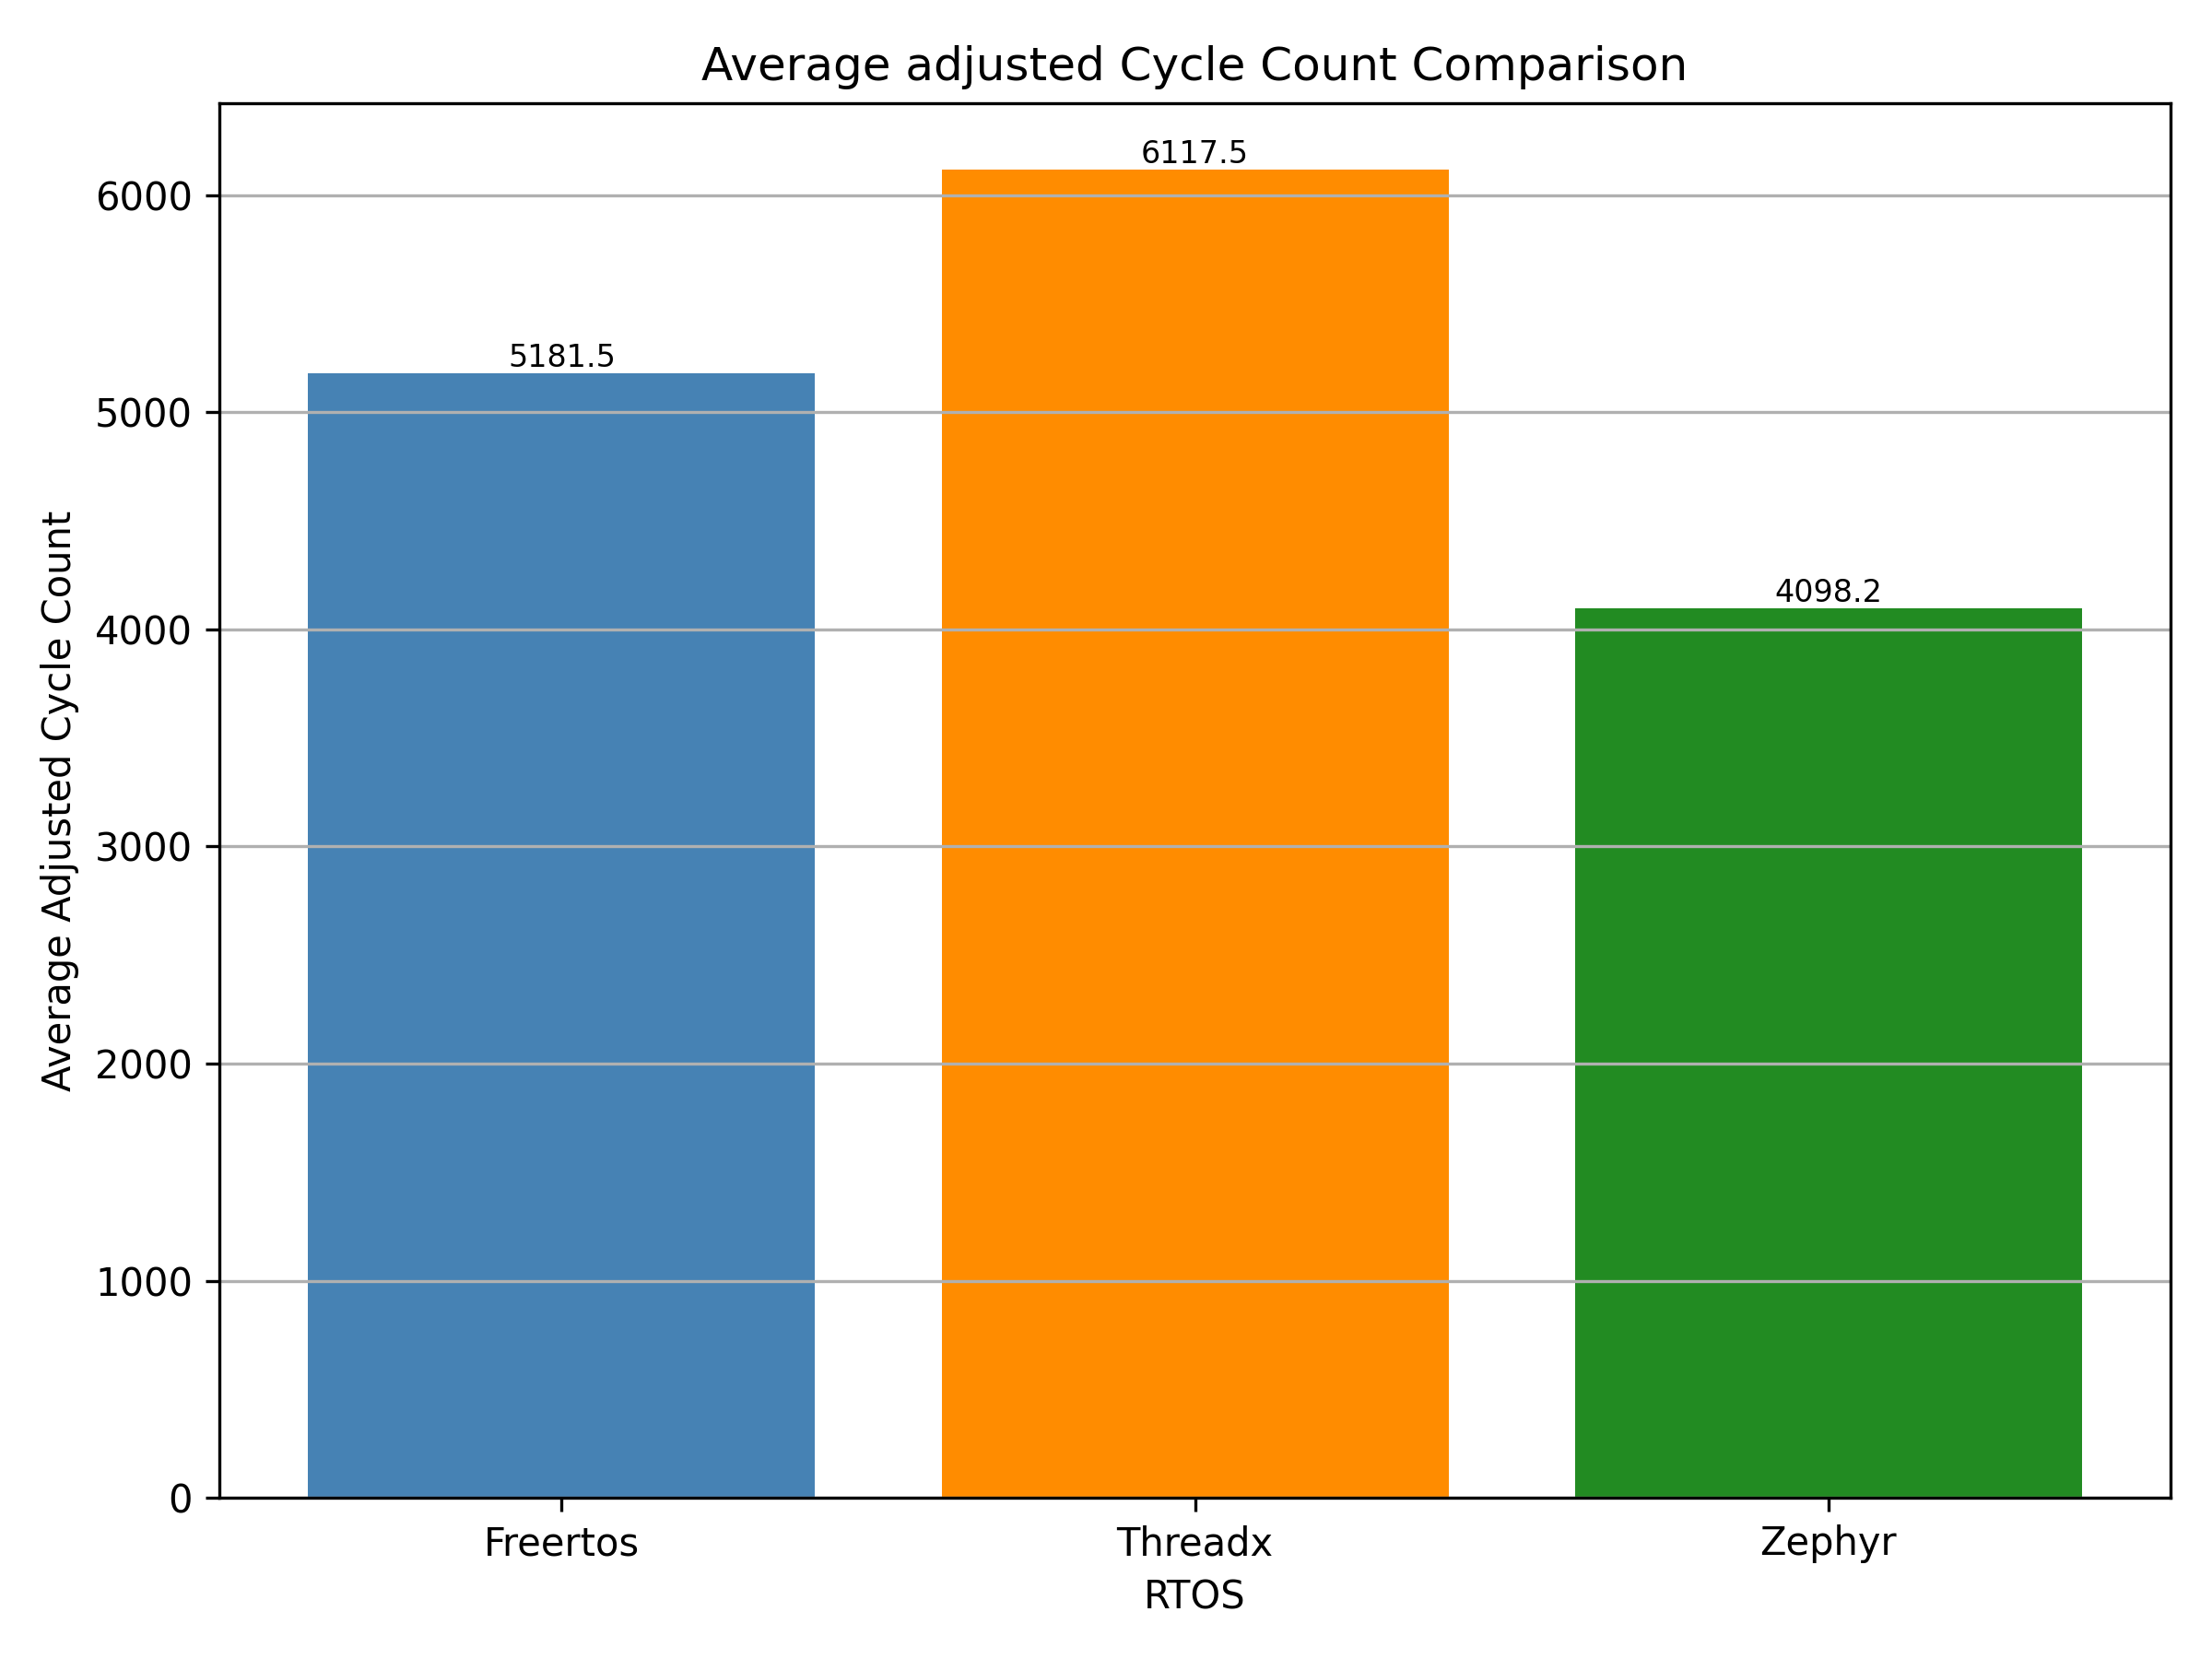 Average adjusted Cycle Count Comparison
Average Adjusted Cycle Count
6000
5000
4000
3000
2000
1000
0
5181.5
6117.5
4098.2
Freertos
Threadx
Zephyr
RTOS